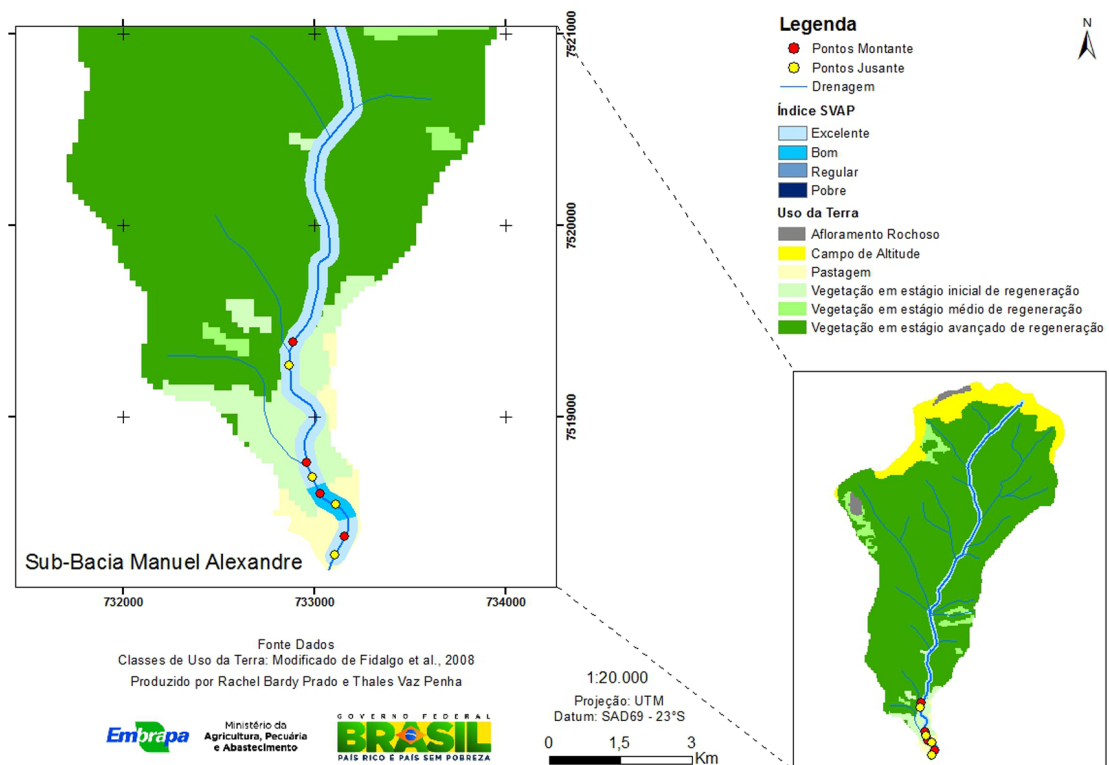 7521000
7520000
7519000
732000
733000
734000
Sub-Bacia Manuel Alexandre
Legenda
Pontos Montante
Pontos Jusante
Drenagem
Índice SVAP
Excelente
Bom
Regular
Pobre
Uso da Terra
Afloramento Rochoso
Campo de Altitude
Pastagem
Vegetação em estágio inicial de regeneração
Vegetação em estágio médio de regeneração
Vegetação em estágio avançado de regeneração
N
Fonte Dados
Classes de Uso da Terra: Modificado de Fidalgo et al., 2008
Produzido por Rachel Bardy Prado e Thales Vaz Penha
Embrapa
Ministério da
Agricultura, Pecuária
e Abastecimento
GOVERNO FEDERAL
BRASIL
PAÍS RICO É PAÍS SEM POBREZA
1:20.000
Projeção: UTM
Datum: SAD69 - 23°S
0 1,5 3
Km